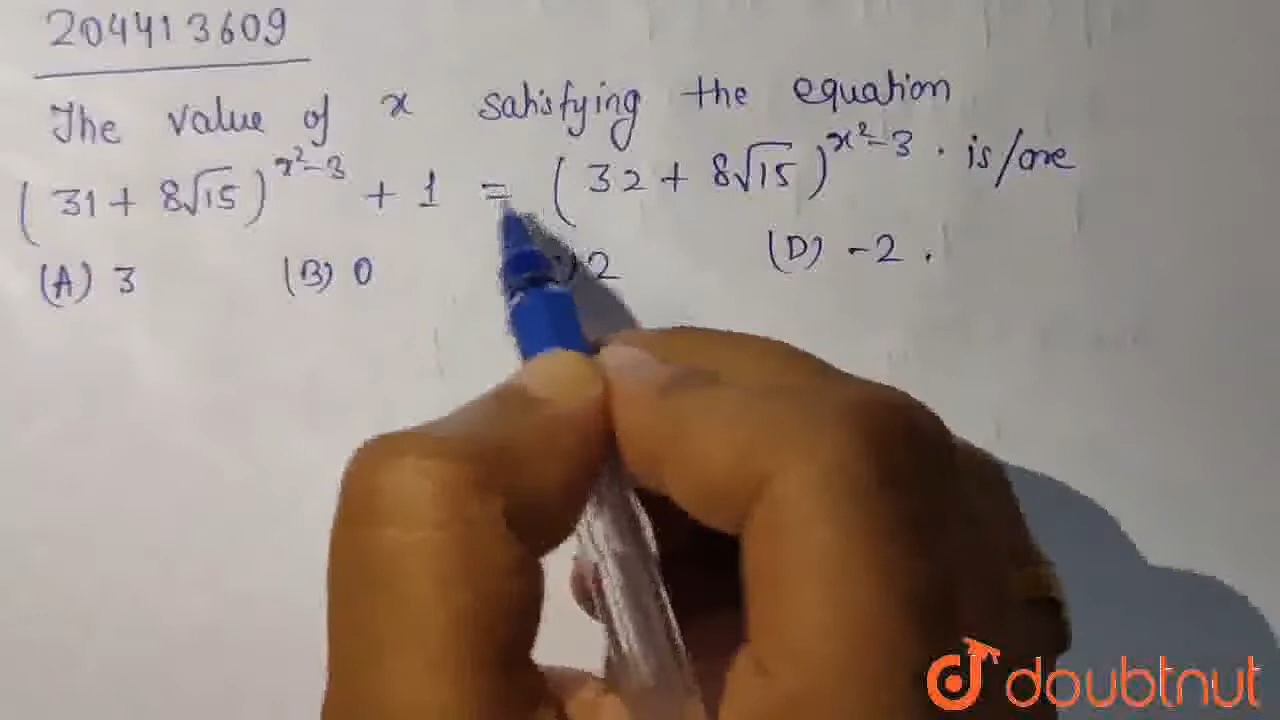 204413609
The value of x satisfying the equation
(31 + 8√15)^x²-3 + 1 = (32 + 8√15)^x²-3 . is/are
(A) 3 (B) 0 ) 2 (D) -2 .
doubtnut